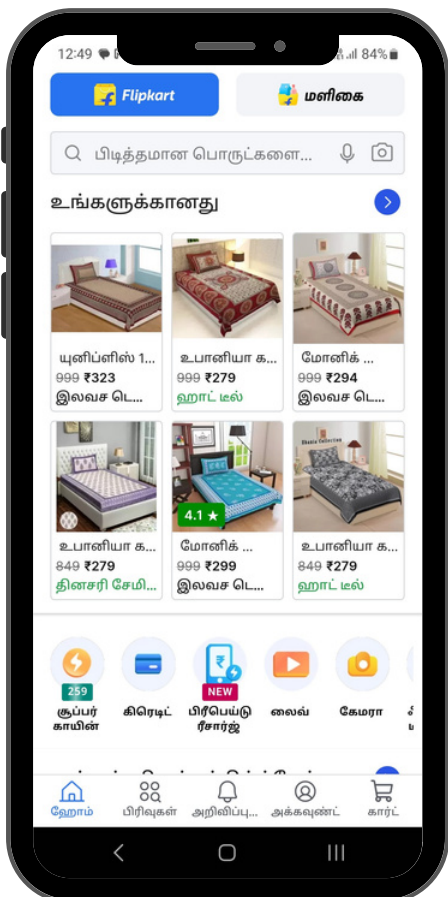 12:49
84%
Flipkart
மளிகை
பிடித்தமான பொருட்களை...
உங்களுக்கானது
யுனிப்ளிஸ் 1...
999 ₹323
இலவச டெ...
உபானியா க...
999 ₹279
ஹாட் டீல்
மோனிக் ...
999 ₹294
இலவச டெ...
உபானியா க...
849 ₹279
தினசரி சேமி...
4.1 ★
மோனிக் ...
999 ₹299
இலவச டெ...
உபானியா க...
849 ₹279
ஹாட் டீல்
259
சூப்பர்
காயின்
கிரெடிட்
NEW
பிரீபெய்டு
ரீசார்ஜ்
லைவ்
கேமரா
ஹோம்
பிரிவுகள்
அறிவிப்பு...
அக்கவுண்ட்
கார்ட்